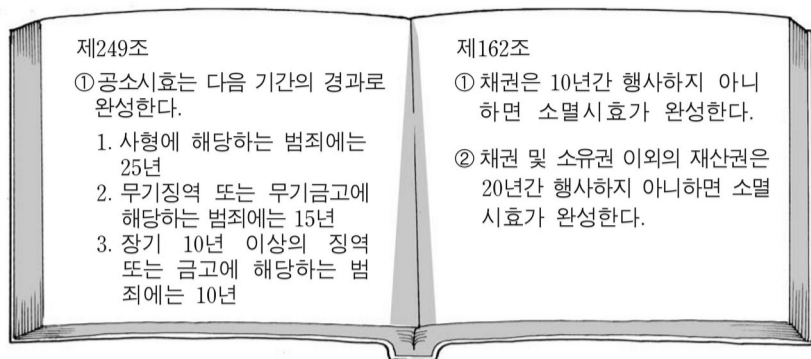 제249조
① 공소시효는 다음 기간의 경과로
완성한다.
1. 사형에 해당하는 범죄에는
25년
2. 무기징역 또는 무기금고에
해당하는 범죄에는 15년
3. 장기 10년 이상의 징역
또는 금고에 해당하는 범
죄에는 10년
제162조
① 채권은 10년간 행사하지 아니
하면 소멸시효가 완성한다.
② 채권 및 소유권 이외의 재산권은
20년간 행사하지 아니하면 소멸
시효가 완성한다.